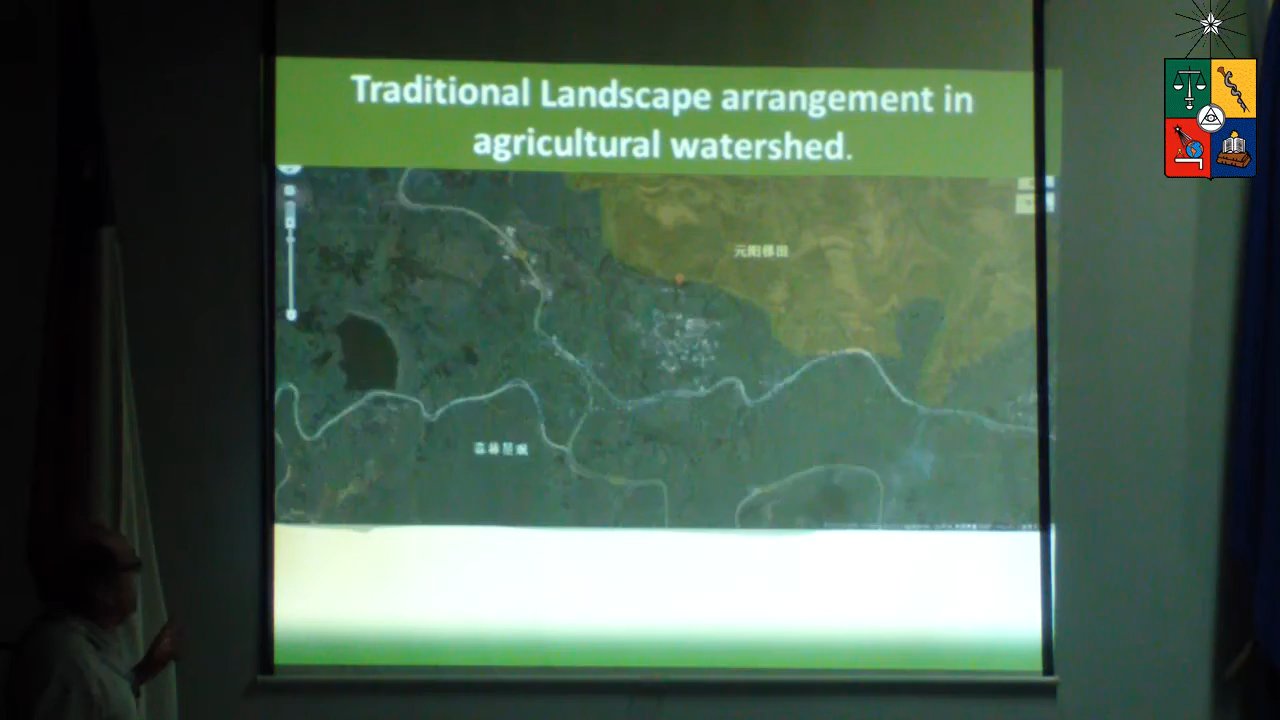 Traditional Landscape arrangement in
agricultural watershed.
元阳梯田